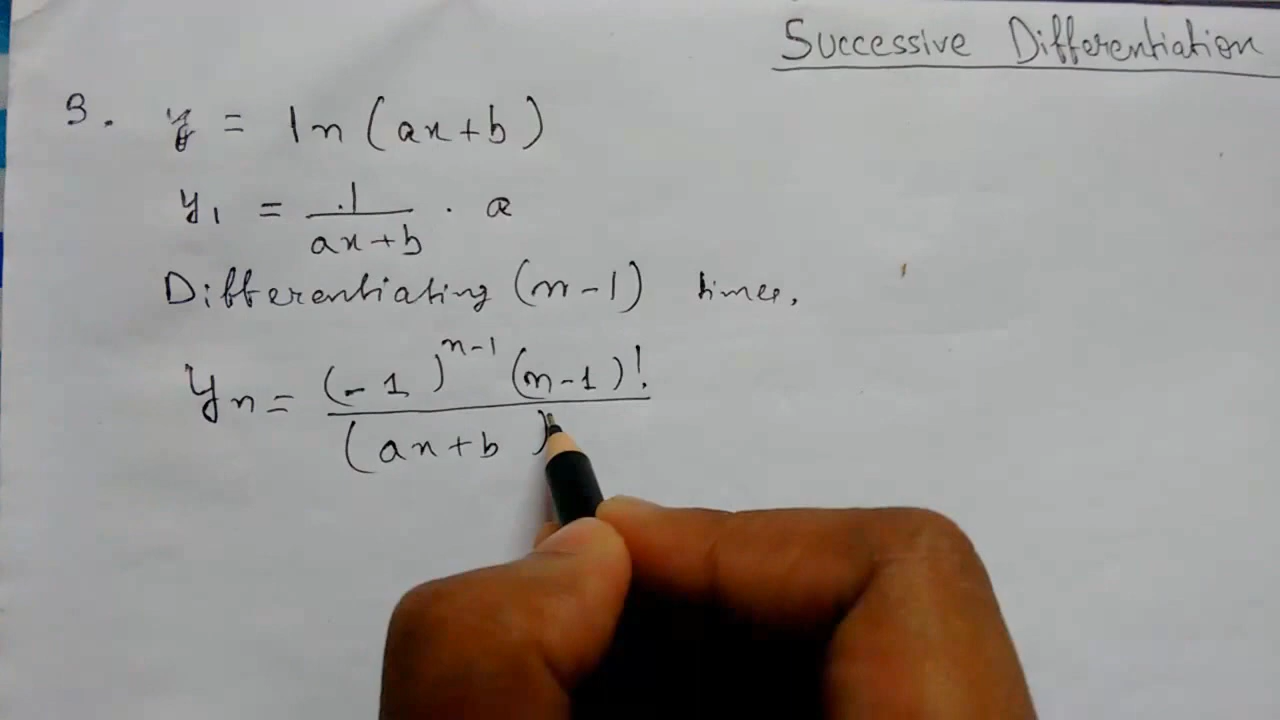 Successive Differentiation
3. y = ln (ax+b)
y₁ = 1/(ax+b) · a
Differentiating (n-1) times,
yₙ = (-1)ⁿ⁻¹ (n-1)! / (ax+b)